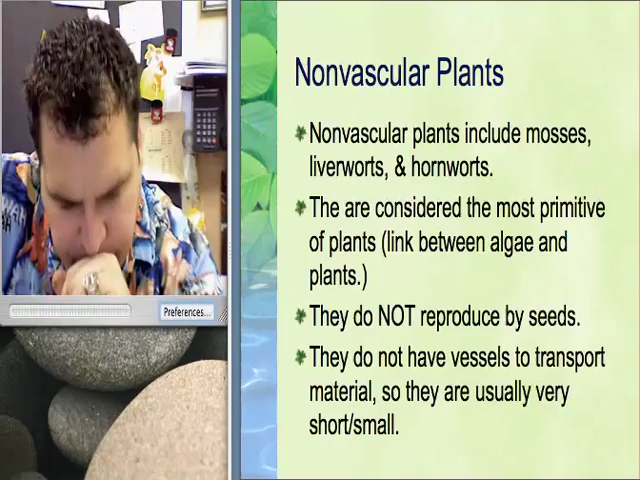 Nonvascular Plants
Nonvascular plants include mosses,
liverworts, & hornworts.
The are considered the most primitive
of plants (link between algae and
plants.)
They do NOT reproduce by seeds.
They do not have vessels to transport
material, so they are usually very
short/small.
Preferences...